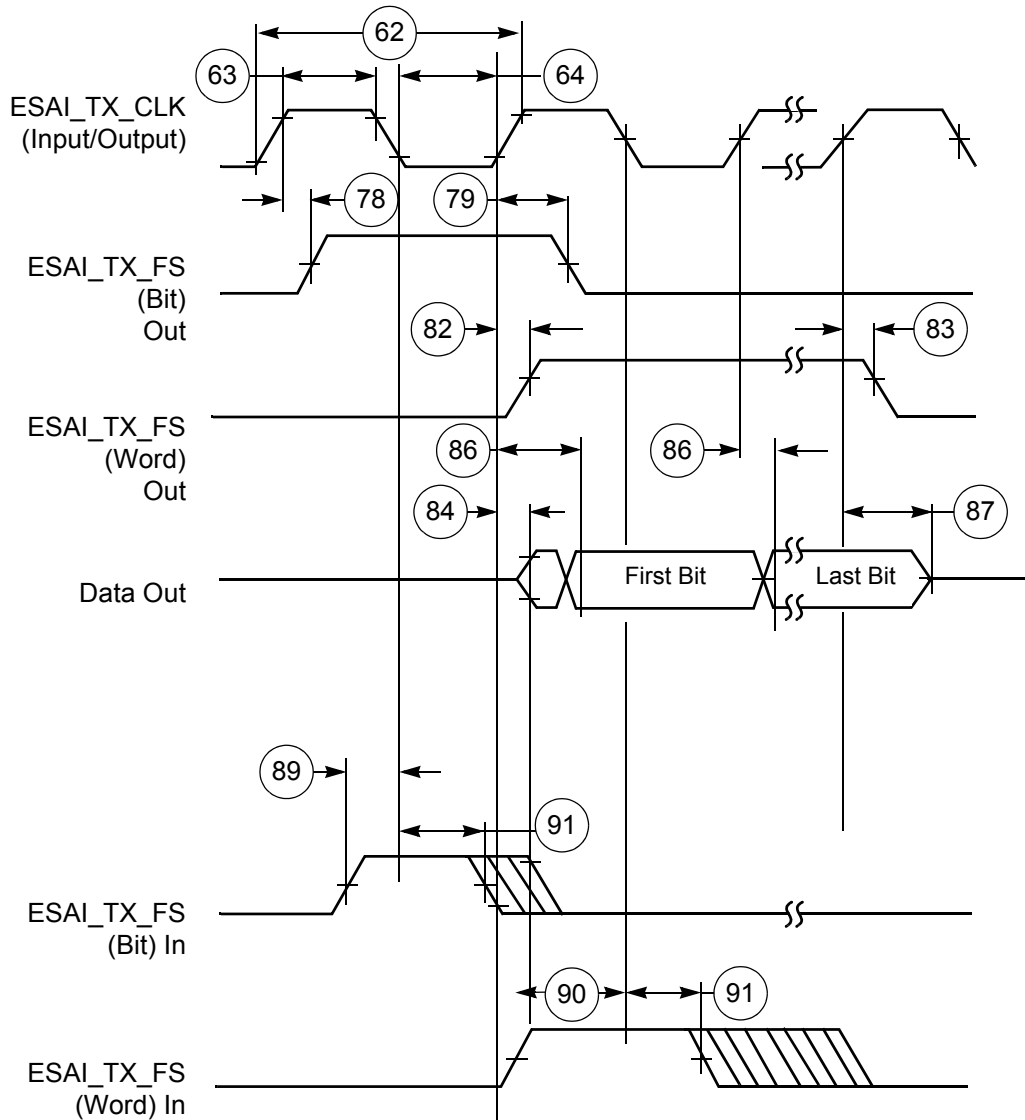 62
63
64
ESAI_TX_CLK
(Input/Output)
78
79
ESAI_TX_FS
(Bit)
Out
82
83
ESAI_TX_FS
(Word)
Out
86
86
84
87
Data Out
First Bit
Last Bit
89
91
ESAI_TX_FS
(Bit) In
90
91
ESAI_TX_FS
(Word) In